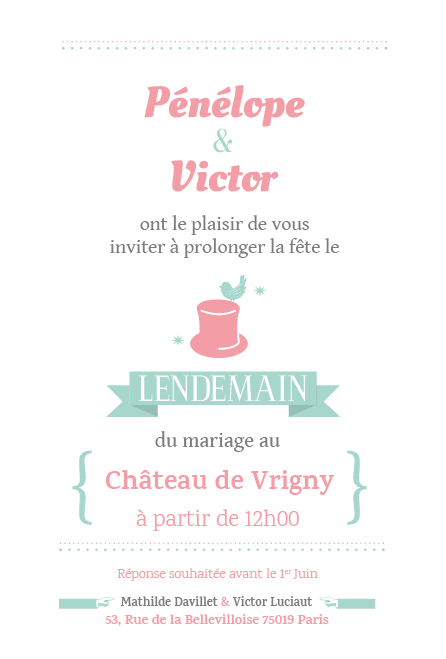 Pénélope
&
Victor
ont le plaisir de vous
inviter à prolonger la fête le
LENDEMAIN
du mariage au
Château de Vrigny
à partir de 12h00
Réponse souhaitée avant le 1er Juin
Mathilde Davillet & Victor Luciaut
53, Rue de la Bellevilloise 75019 Paris